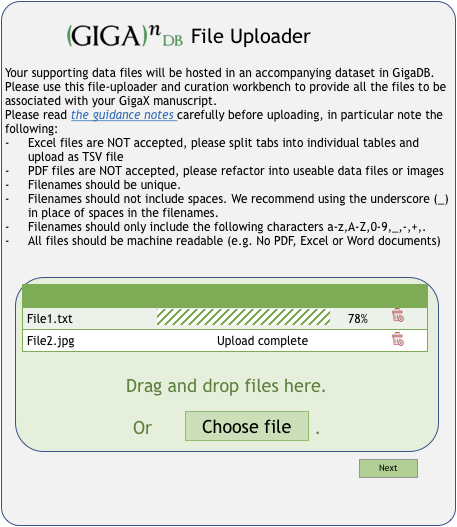 (GIGA)n DB File Uploader
Your supporting data files will be hosted in an accompanying dataset in GigaDB.
Please use this file-uploader and curation workbench to provide all the files to be
associated with your GigaX manuscript.
Please read the guidance notes carefully before uploading, in particular note the
following:
- Excel files are NOT accepted, please split tabs into individual tables and
upload as TSV file
- PDF files are NOT accepted, please refactor into useable data files or images
- Filenames should be unique.
- Filenames should not include spaces. We recommend using the underscore (_)
in place of spaces in the filenames.
- Filenames should only include the following characters a-z,A-Z,0-9,_,-,+,.
- All files should be machine readable (e.g. No PDF, Excel or Word documents)
File1.txt 78%
File2.jpg Upload complete
Drag and drop files here.
Or Choose file .
Next